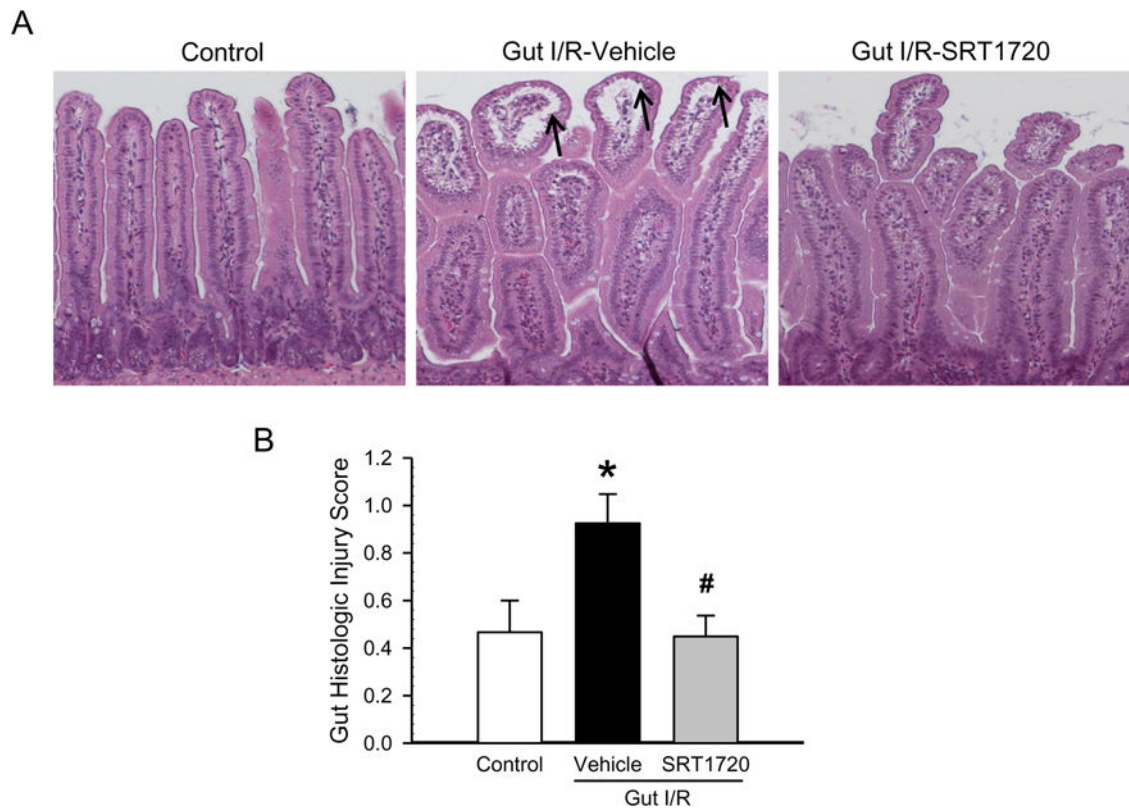 A
Control
Gut I/R-Vehicle
Gut I/R-SRT1720
B
Gut Histologic Injury Score
1.2
1.0
0.8
0.6
0.4
0.2
0.0
*
#
Control
Vehicle
SRT1720
Gut I/R